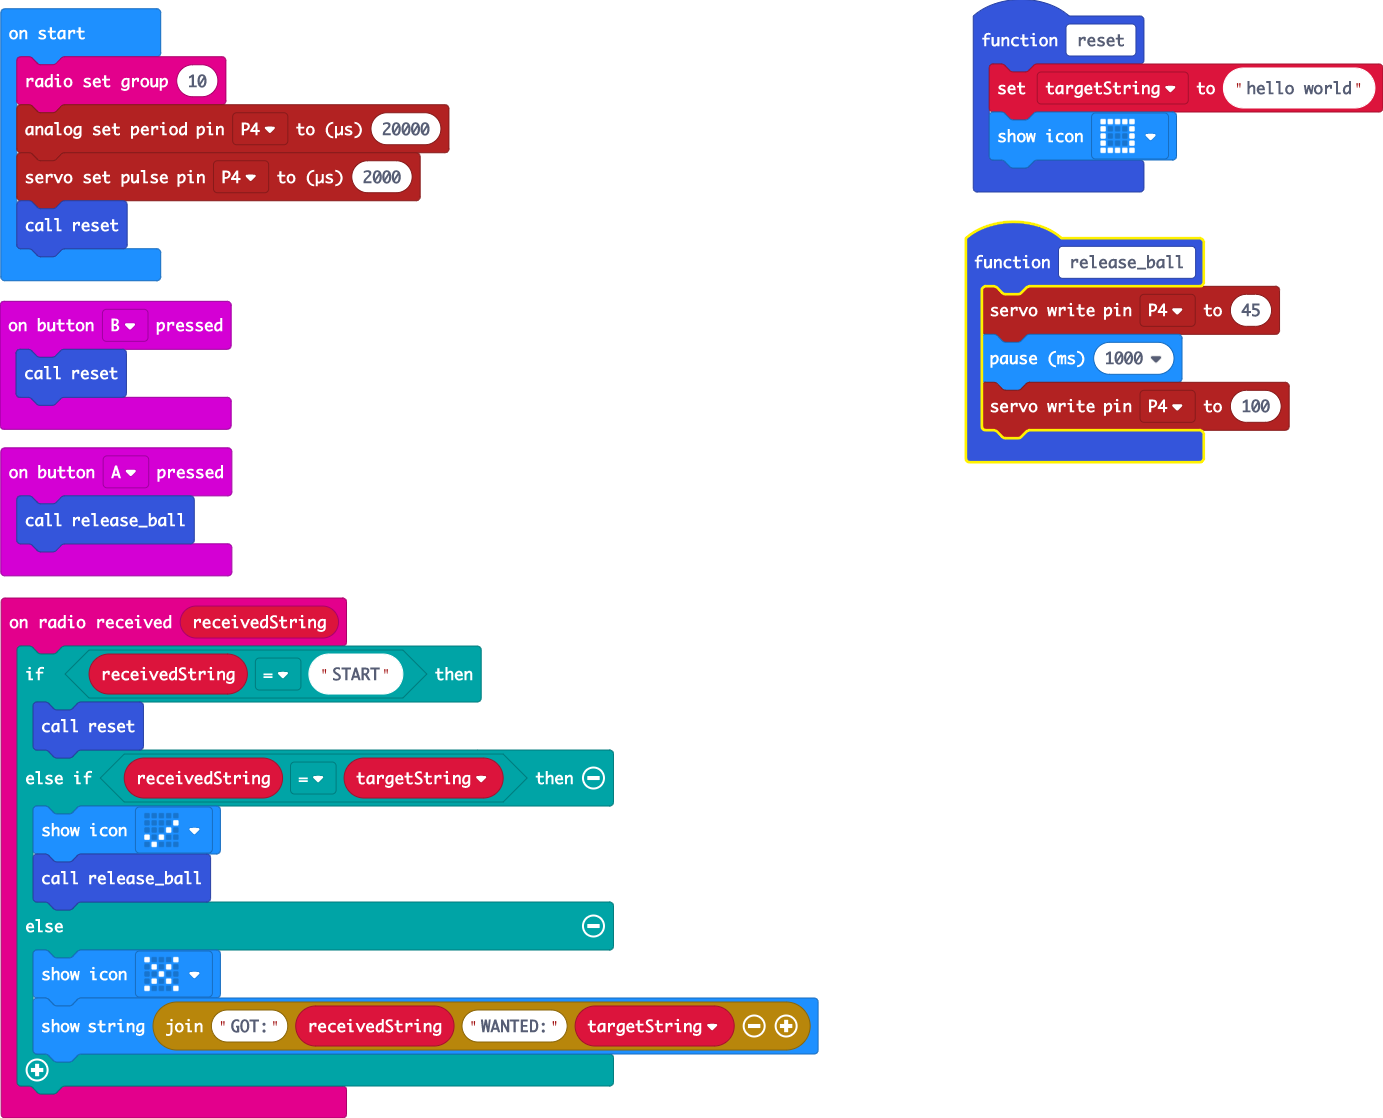 on start
radio set group 10
analog set period pin P4 to (µs) 20000
servo set pulse pin P4 to (µs) 2000
call reset
on button B pressed
call reset
on button A pressed
call release_ball
on radio received receivedString
if receivedString = "START" then
call reset
else if receivedString = targetString then
show icon
call release_ball
else
show icon
show string join "GOT:" receivedString "WANTED:" targetString
function reset
set targetString to "hello world"
show icon
function release_ball
servo write pin P4 to 45
pause (ms) 1000
servo write pin P4 to 100